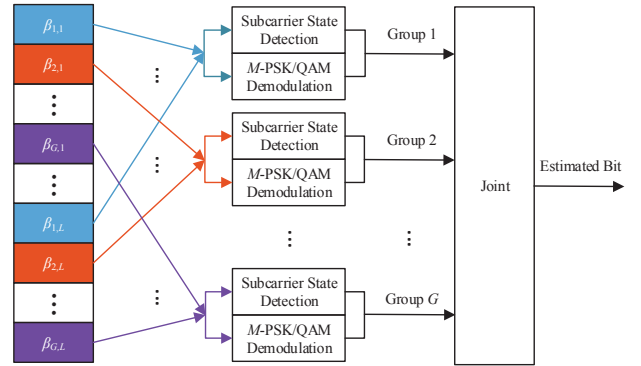 β1,1
β2,1
⋮
βG,1
⋮
β1,L
β2,L
⋮
βG,L
⋮
⋮
⋮
Subcarrier State
Detection
M-PSK/QAM
Demodulation
Group 1
Subcarrier State
Detection
M-PSK/QAM
Demodulation
Group 2
⋮
⋮
Subcarrier State
Detection
M-PSK/QAM
Demodulation
Group G
Joint
Estimated Bit